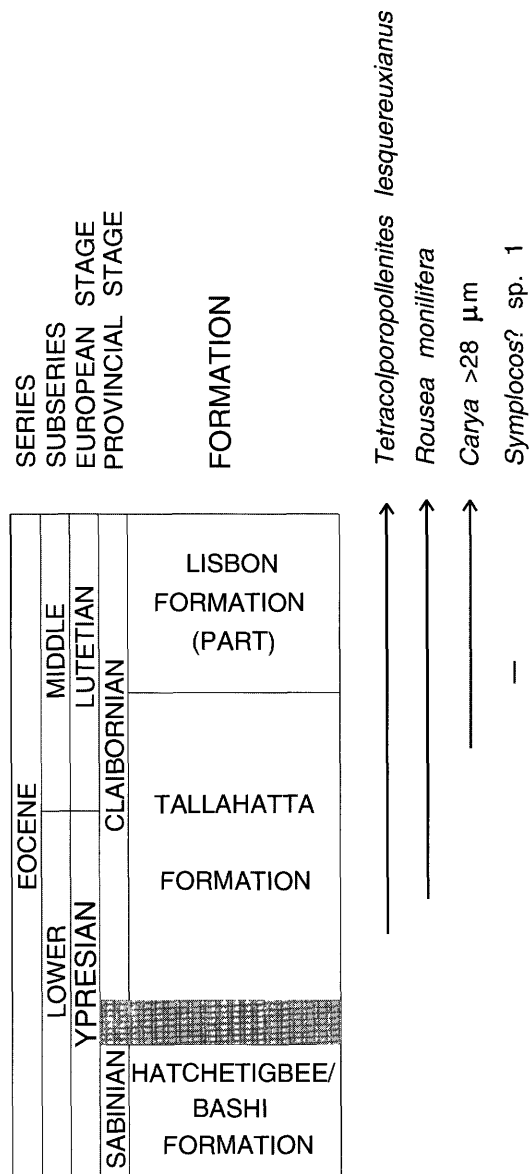 SERIES
SUBSERIES
EUROPEAN STAGE
PROVINCIAL STAGE
FORMATION
Tetracolporopollenites lesquereuxianus
Rousea monilifera
Carya >28 μm
Symplocos? sp. 1
EOCENE
MIDDLE
LOWER
LUTETIAN
YPRESIAN
CLAIBORNIAN
SABINIAN
LISBON
FORMATION
(PART)
TALLAHATTA
FORMATION
HATCHETIGBEE/
BASHI
FORMATION